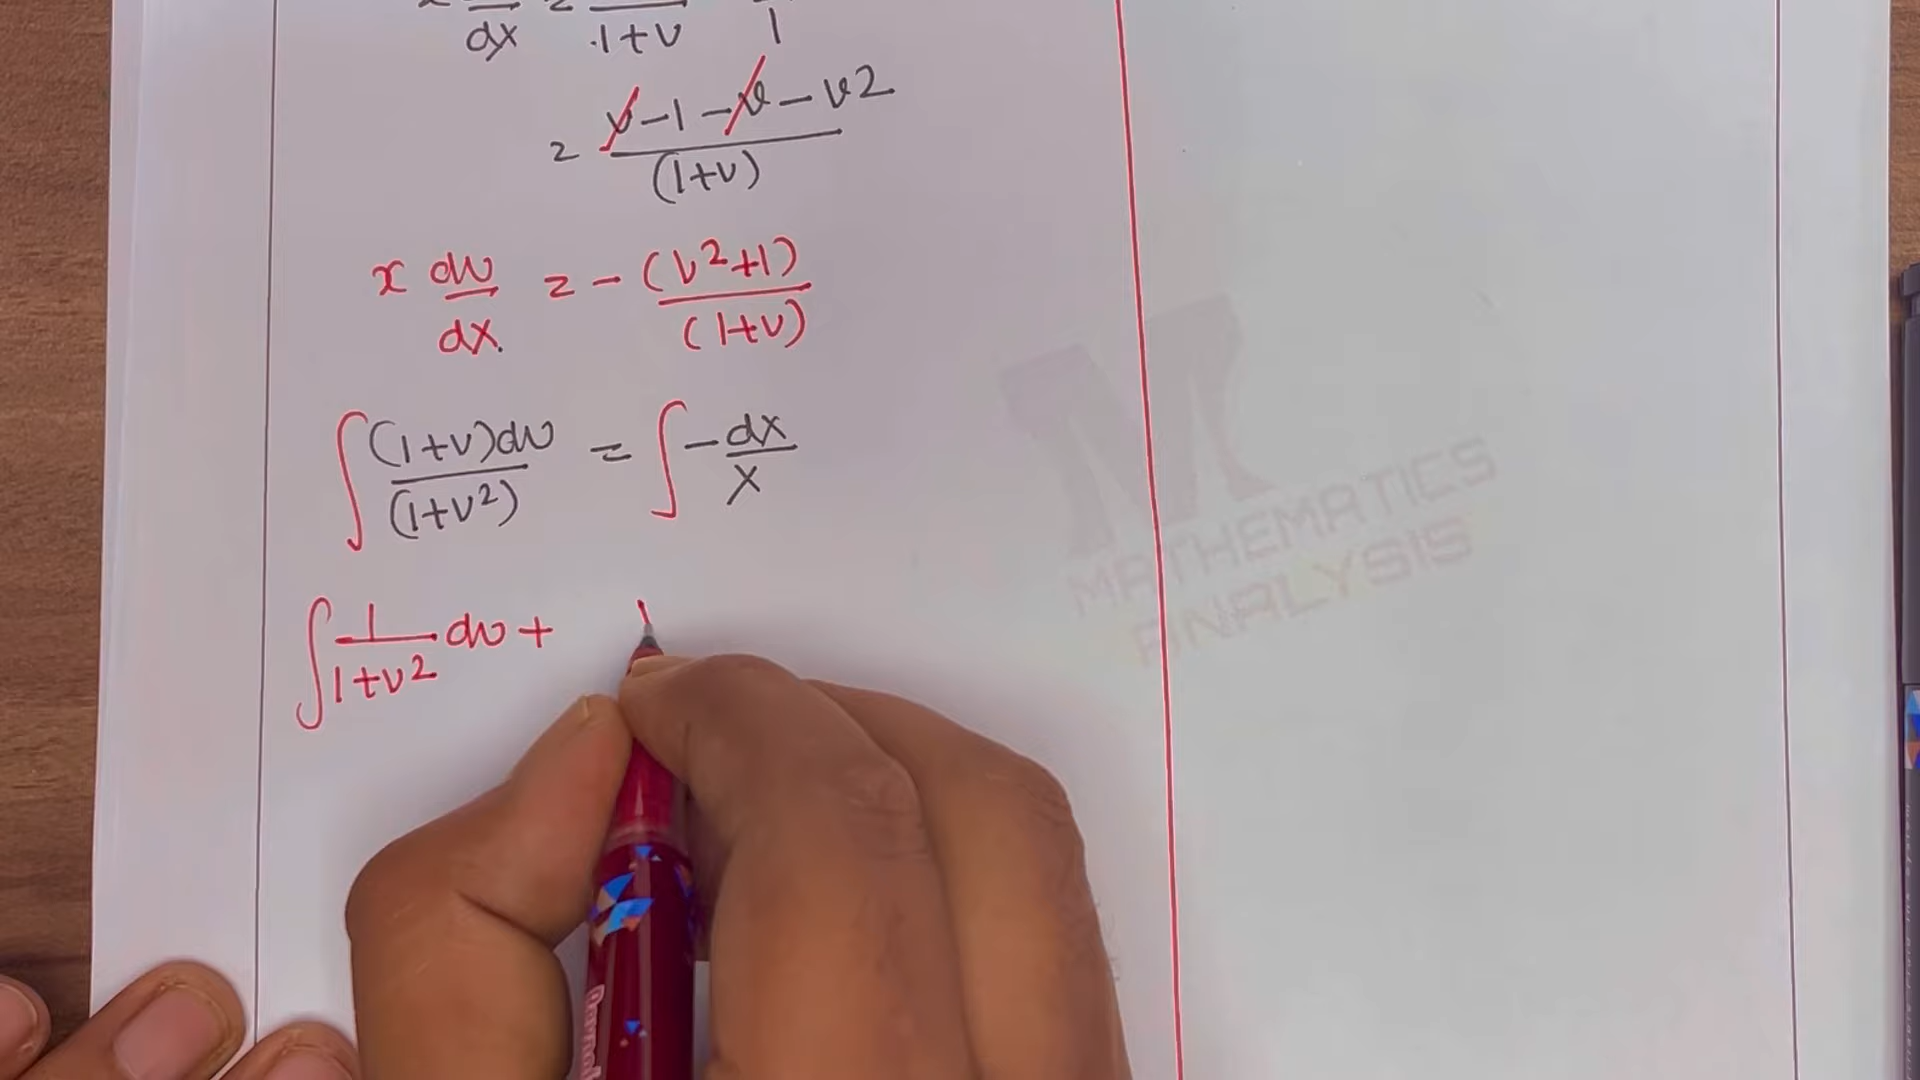 dx 1+v 1
= v-1-v-v2
(1+v)
x dv = -(v²+1)
dx (1+v)
∫ (1+v)dv = ∫ -dx
(1+v²) x
∫ 1 dv +
1+v²
M
MATHEMATICS
ANALYSIS